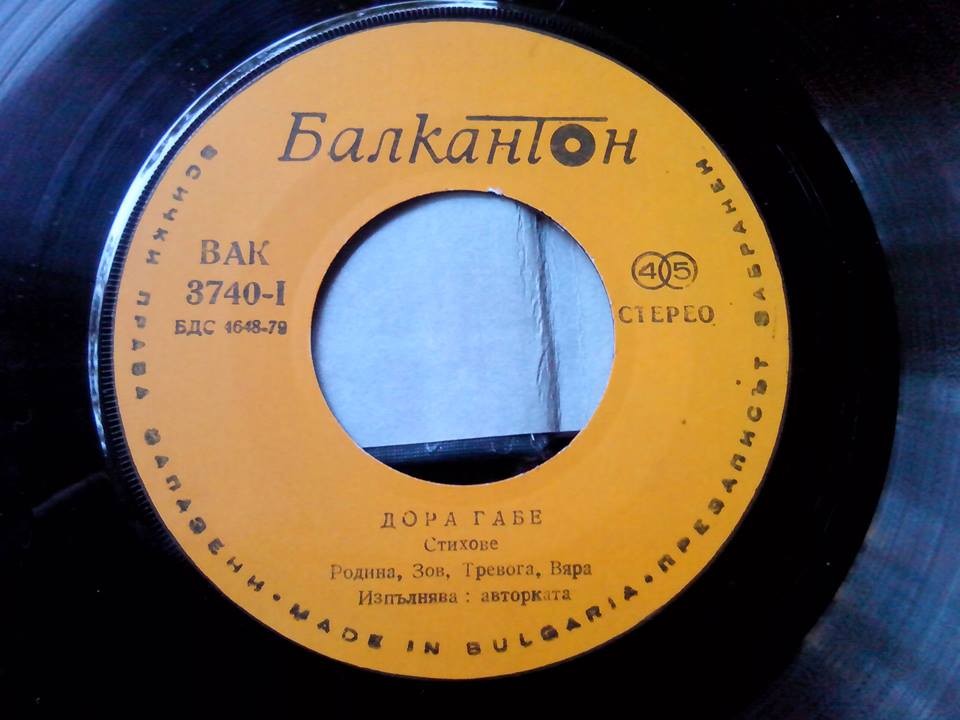 Балкантон
ВАК
3740-I
БДС 4648-79
45
СТЕРЕО
ДОРА ГАБЕ
Стихове
Родина, Зов, Тревога, Вяра
Изпълнява : авторката
ВСИЧКИ ПРАВА ЗАПАЗЕНИ • MADE IN BULGARIA • ПРЕЗАПИСЪТ ЗАБРАНЕН